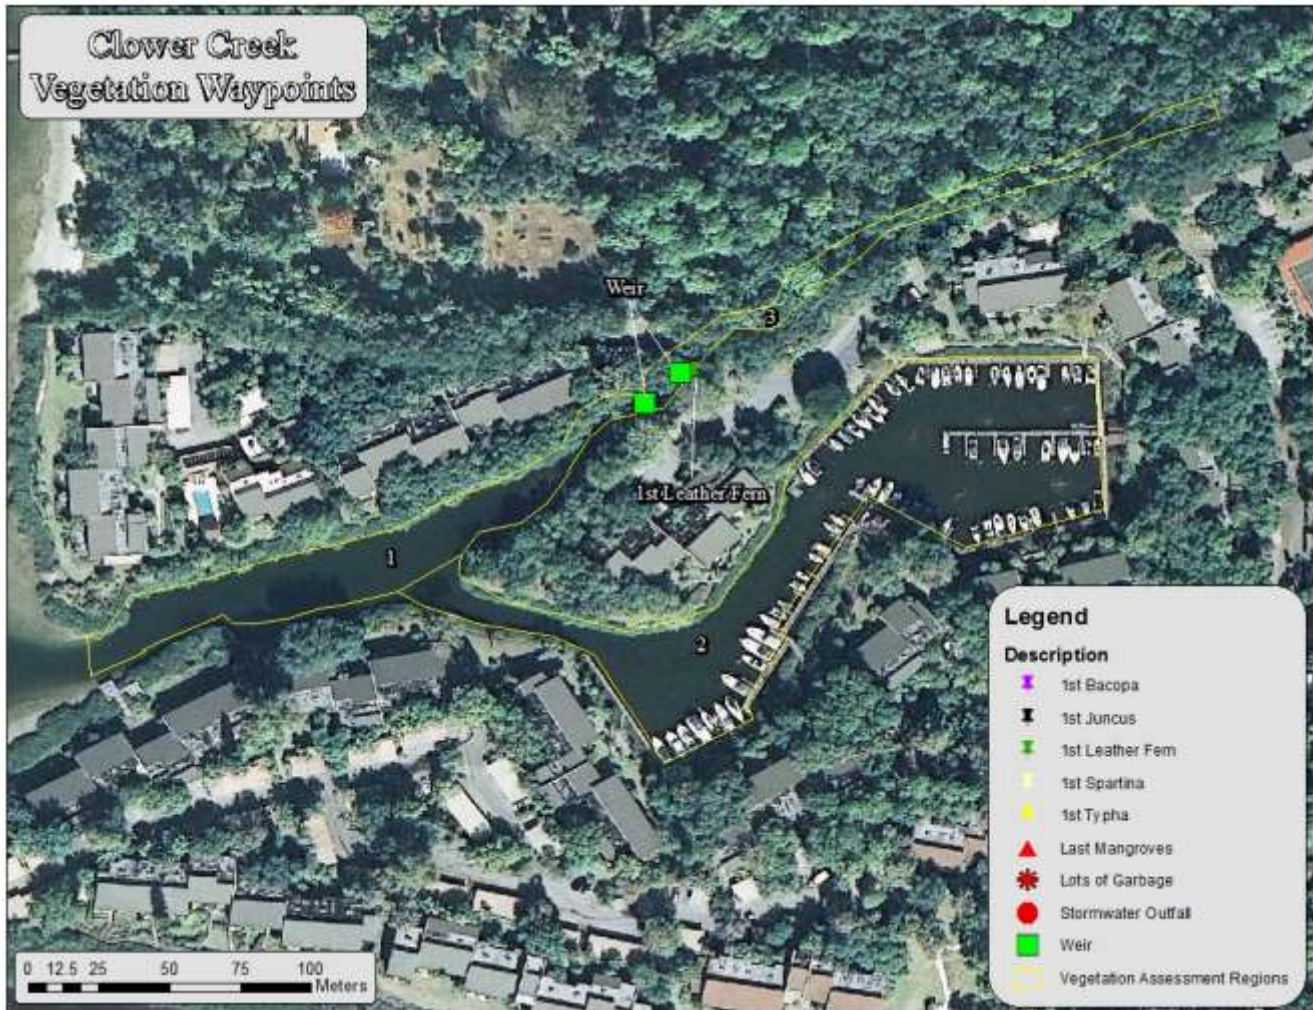 Clower Creek
Vegetation Waypoints
Weir
3
1st Leather Fern
1
2
Legend
Description
1st Bacopa
1st Juncus
1st Leather Fern
1st Spartina
1st Typha
Last Mangroves
Lots of Garbage
Stormwater Outfall
Weir
Vegetation Assessment Regions
0 12.5 25 50 75 100
Meters